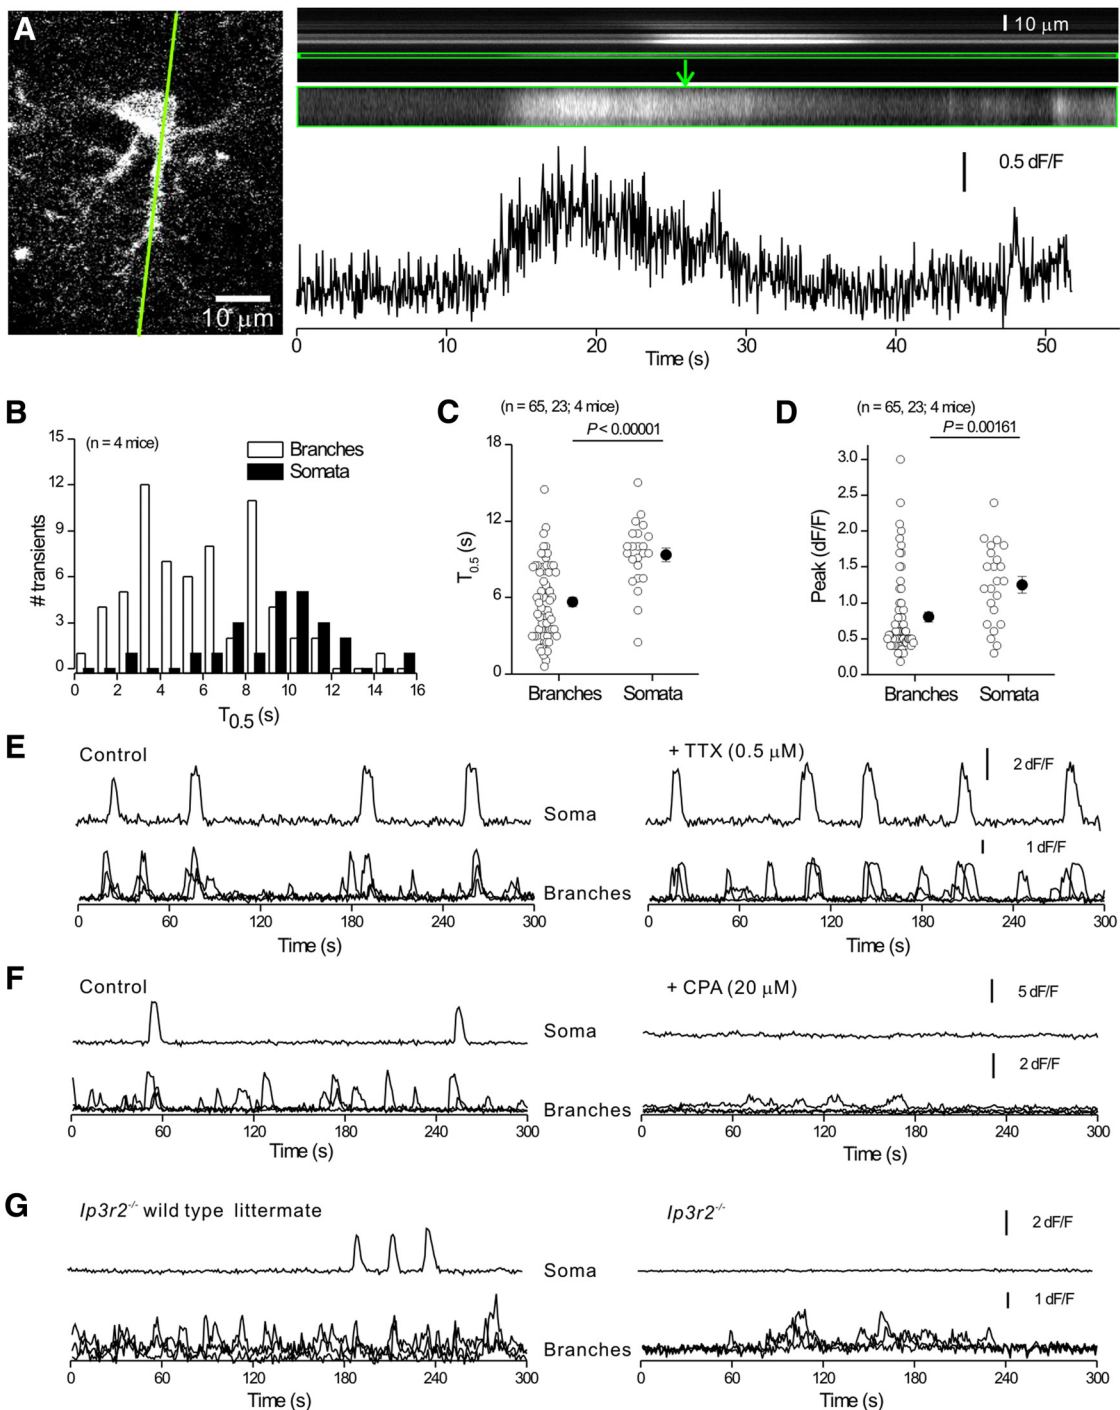 A
10 μm
10 μm
0.5 dF/F
0 10 20 30 40 50
Time (s)
B
(n = 4 mice)
Branches
Somata
15
12
9
6
3
0
# transients
0 2 4 6 8 10 12 14 16
T0.5 (s)
C
(n = 65, 23; 4 mice)
P < 0.00001
18
12
6
0
T0.5 (s)
Branches Somata
D
(n = 65, 23; 4 mice)
P = 0.00161
3.0
2.5
2.0
1.5
1.0
0.5
0.0
Peak (dF/F)
Branches Somata
E
Control
+ TTX (0.5 μM)
2 dF/F
Soma
1 dF/F
Branches
0 60 120 180 240 300
Time (s)
0 60 120 180 240 300
Time (s)
F
Control
+ CPA (20 μM)
5 dF/F
Soma
2 dF/F
Branches
0 60 120 180 240 300
Time (s)
0 60 120 180 240 300
Time (s)
G
Ip3r2-/- wild type littermate
Ip3r2-/-
2 dF/F
Soma
1 dF/F
Branches
0 60 120 180 240 300
Time (s)
0 60 120 180 240 300
Time (s)